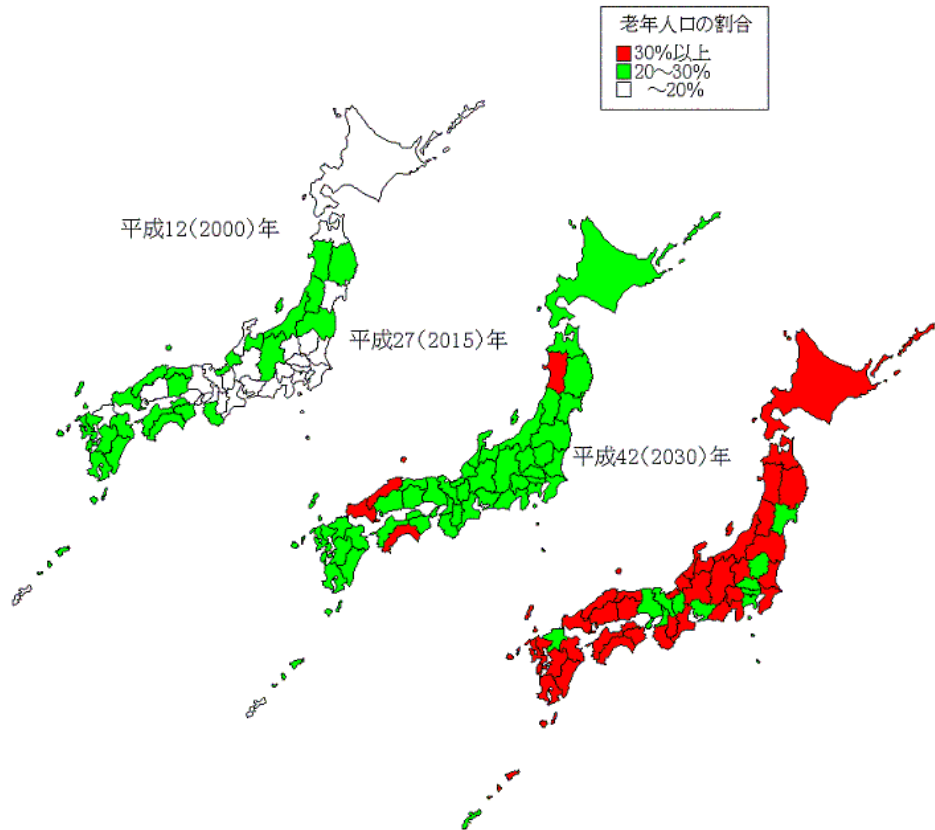 老年人口の割合
30%以上
20～30%
～20%
平成12(2000)年
平成27(2015)年
平成42(2030)年